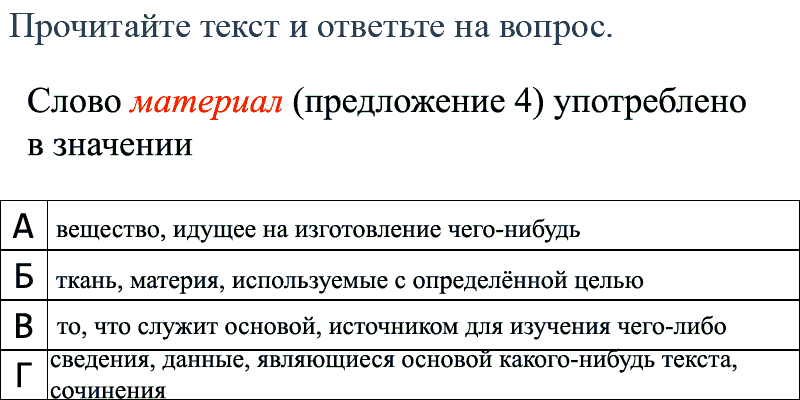 Прочитайте текст и ответьте на вопрос.
Слово материал (предложение 4) употреблено
в значении
А вещество, идущее на изготовление чего-нибудь
Б ткань, материя, используемые с определённой целью
В то, что служит основой, источником для изучения чего-либо
Г сведения, данные, являющиеся основой какого-нибудь текста,
сочинения